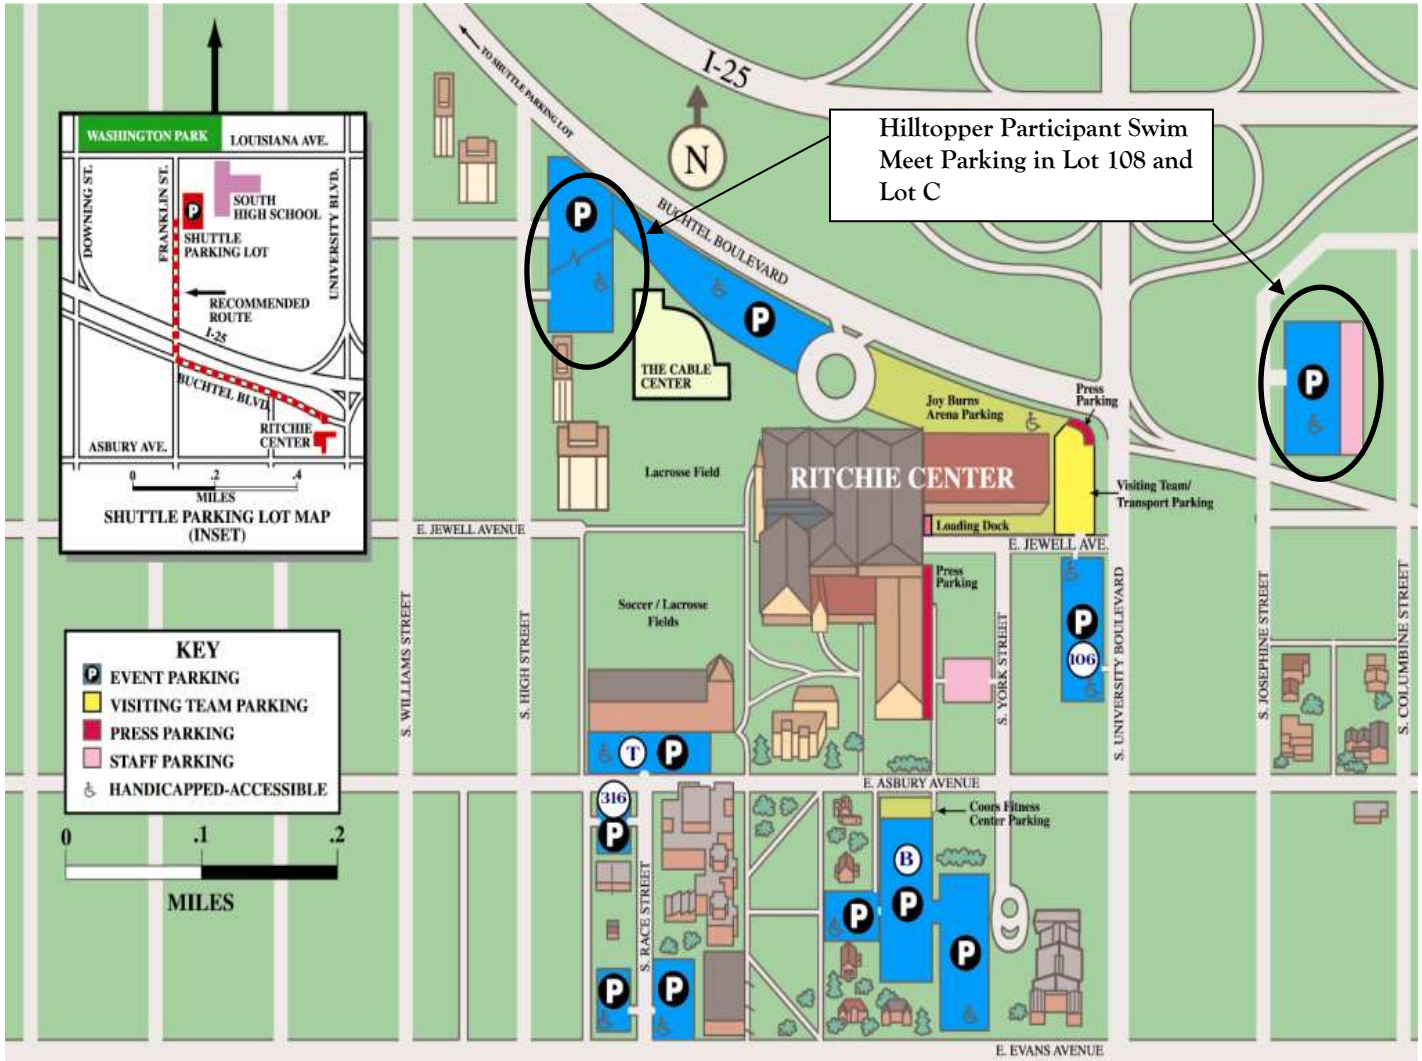 I-25
TO SHUTTLE PARKING LOT
N
Hilltopper Participant Swim
Meet Parking in Lot 108 and
Lot C
WASHINGTON PARK
LOUISIANA AVE.
DOWNING ST.
FRANKLIN ST.
UNIVERSITY BLVD.
P
SOUTH
HIGH SCHOOL
SHUTTLE
PARKING LOT
RECOMMENDED
ROUTE
I-25
BUCHTEL BLVD
RITCHIE
CENTER
ASBURY AVE.
0 .2 .4
MILES
SHUTTLE PARKING LOT MAP
(INSET)
P
BUCHTEL BOULEVARD
P
P
THE CABLE
CENTER
Joy Burns
Arena Parking
Press
Parking
Lacrosse Field
RITCHIE CENTER
Visiting Team/
Transport Parking
Loading Dock
E. JEWELL AVENUE
E. JEWELL AVE.
Press
Parking
Soccer / Lacrosse
Fields
P
106
S. WILLIAMS STREET
S. HIGH STREET
S. YORK STREET
S. UNIVERSITY BOULEVARD
S. JOSEPHINE STREET
S. COLUMBINE STREET
KEY
P EVENT PARKING
VISITING TEAM PARKING
PRESS PARKING
STAFF PARKING
HANDICAPPED-ACCESSIBLE
T P
E. ASBURY AVENUE
316
P
Coors Fitness
Center Parking
0 .1 .2
MILES
B
P
P
P
S. RACE STREET
P
P
E. EVANS AVENUE